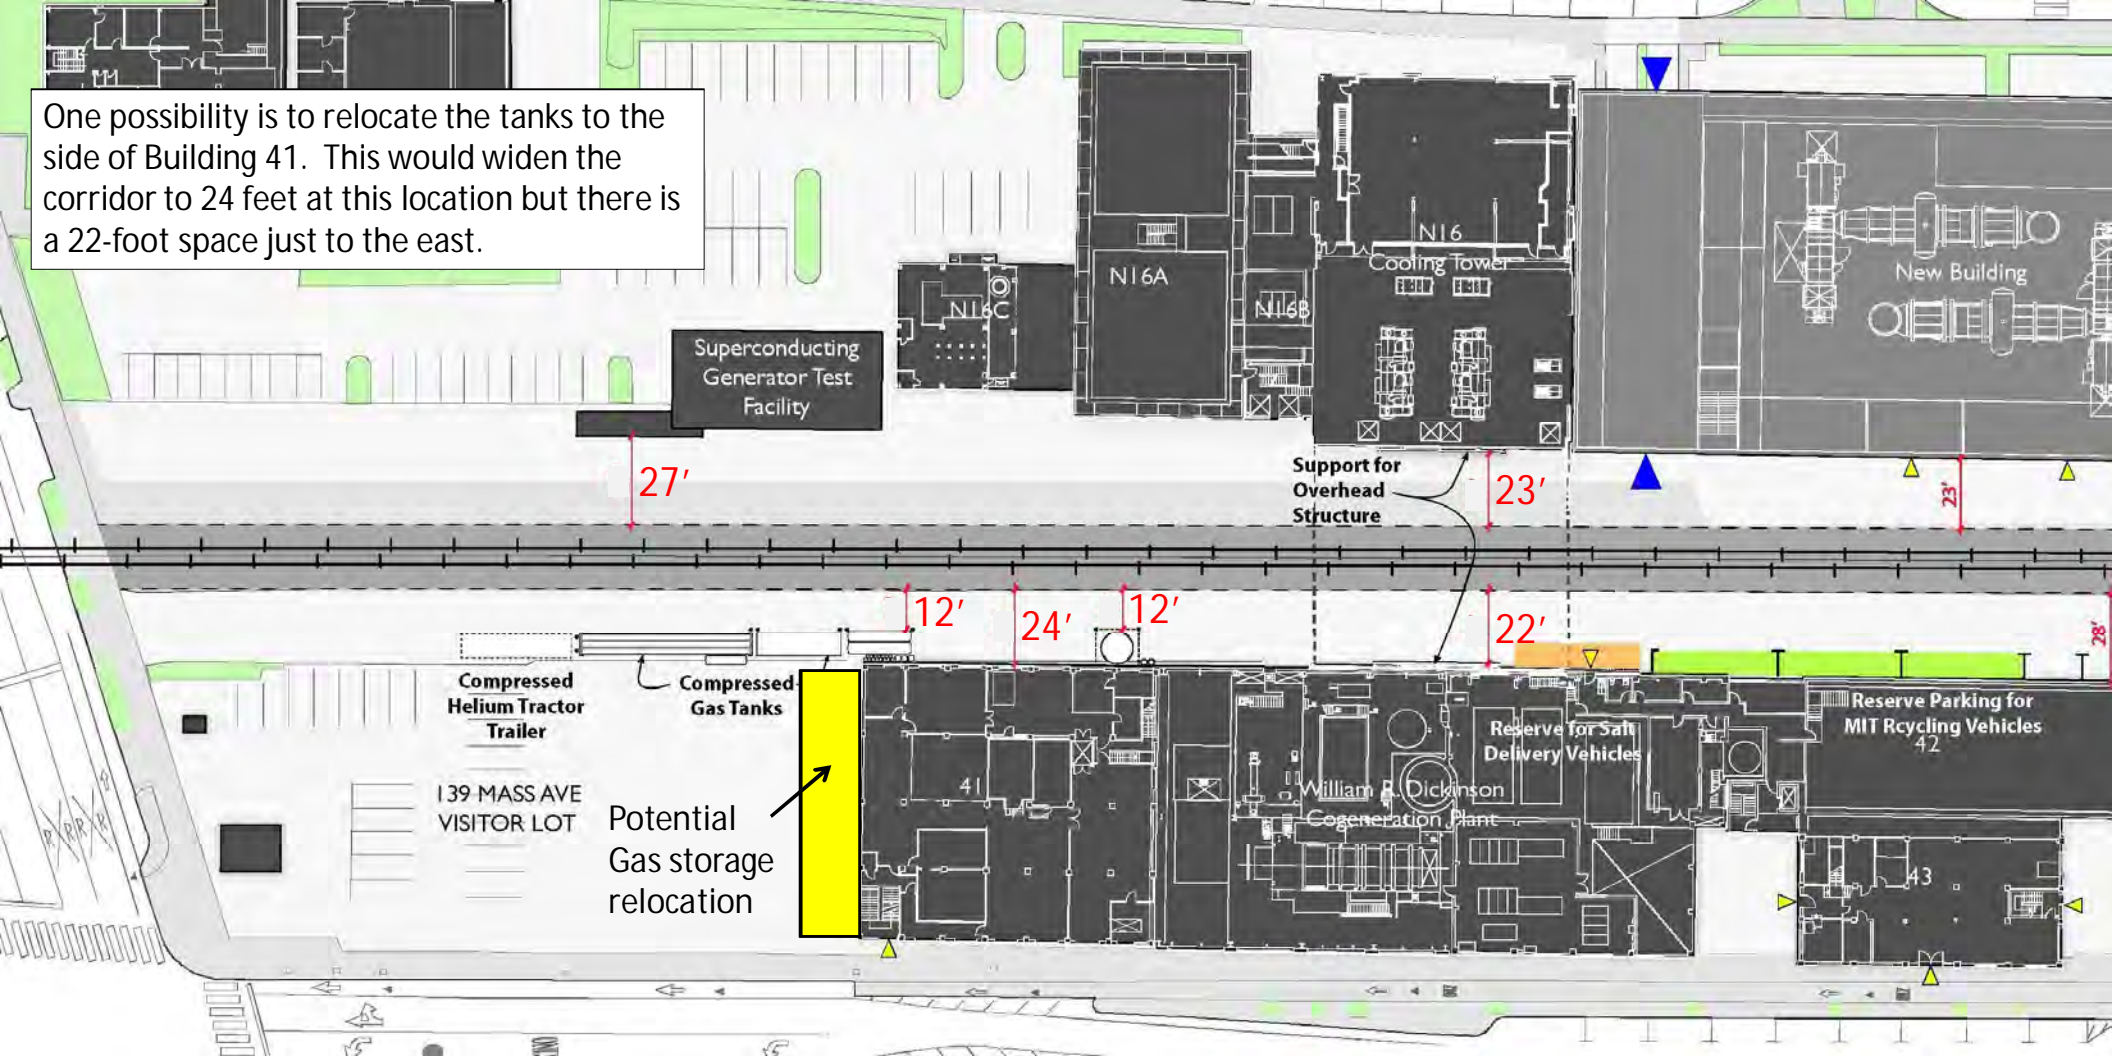 One possibility is to relocate the tanks to the
side of Building 41. This would widen the
corridor to 24 feet at this location but there is
a 22-foot space just to the east.
N16
Cooling Tower
N16A
N16B
N16C
New Building
Superconducting
Generator Test
Facility
27'
Support for
Overhead
Structure
23'
23'
12'
24'
12'
22'
28'
Compressed
Helium Tractor
Trailer
Compressed
Gas Tanks
Reserve for Salt
Delivery Vehicles
Reserve Parking for
MIT Rcycling Vehicles
42
41
William R. Dickinson
Cogeneration Plant
139 MASS AVE
VISITOR LOT
Potential
Gas storage
relocation
43